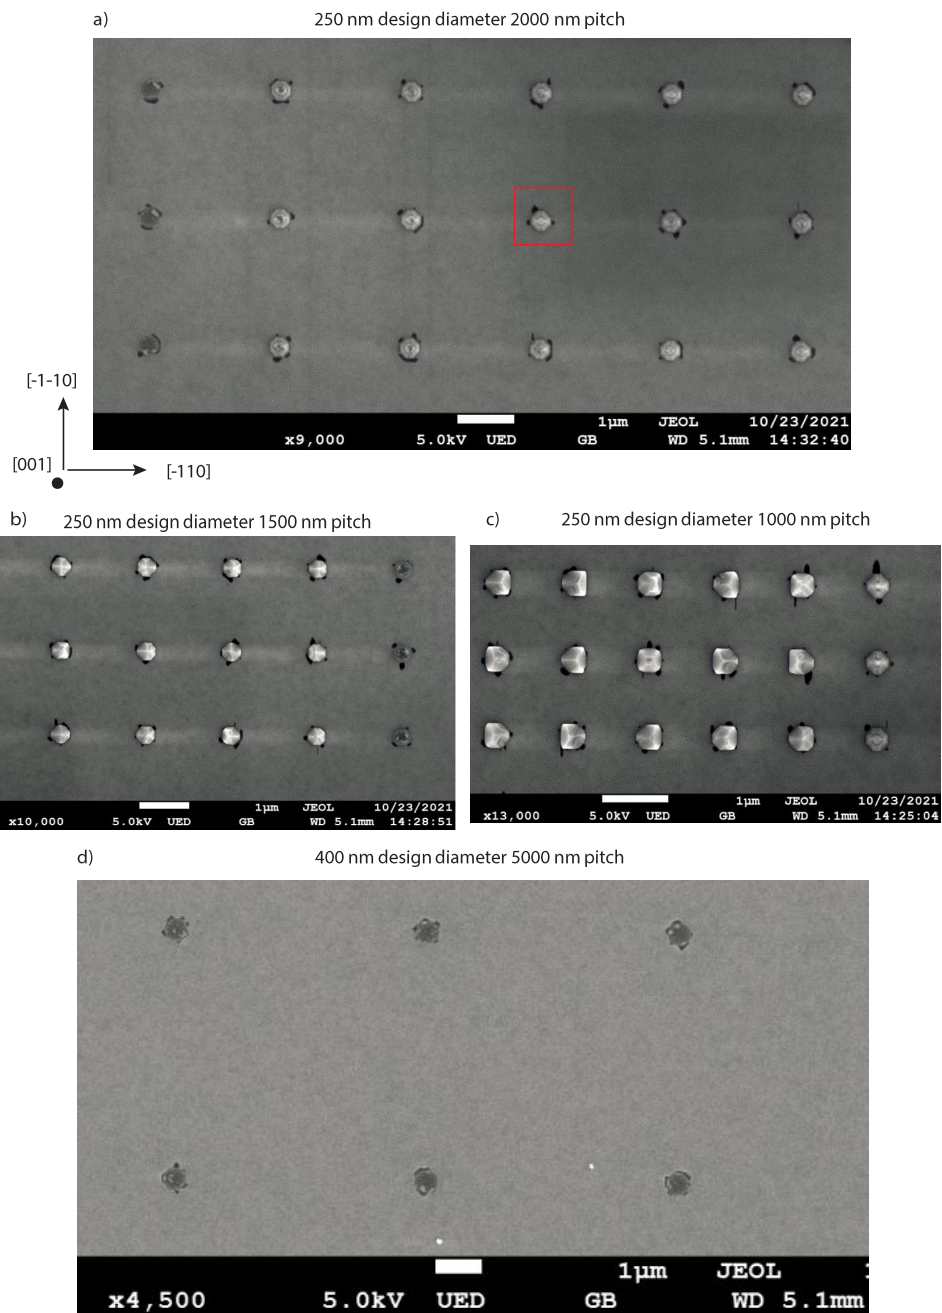 a) 250 nm design diameter 2000 nm pitch
1µm JEOL 10/23/2021
x9,000 5.0kV UED GB WD 5.1mm 14:32:40
[-1-10]
[001]
[-110]
b) 250 nm design diameter 1500 nm pitch
1µm JEOL 10/23/2021
x10,000 5.0kV UED GB WD 5.1mm 14:28:51
c) 250 nm design diameter 1000 nm pitch
1µm JEOL 10/23/2021
x13,000 5.0kV UED GB WD 5.1mm 14:25:04
d) 400 nm design diameter 5000 nm pitch
1µm JEOL
x4,500 5.0kV UED GB WD 5.1mm